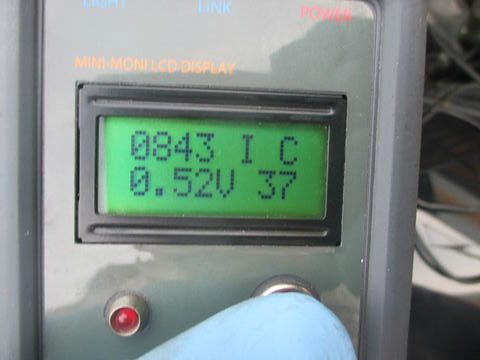 LIGHT LINK POWER
MINI-MONI LCD DISPLAY
0843 I C
0.52V 37